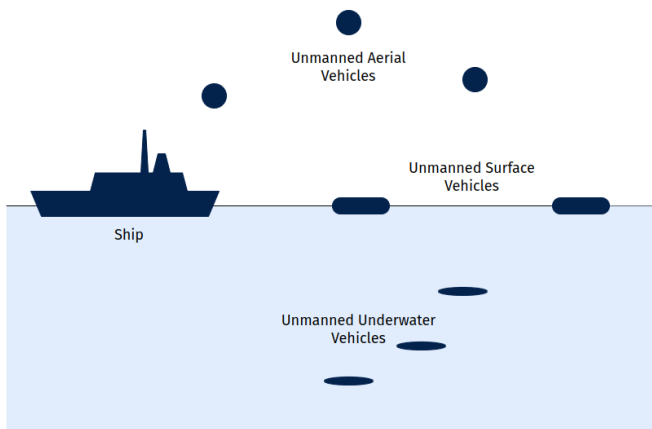 Unmanned Aerial
Vehicles
Unmanned Surface
Vehicles
Ship
Unmanned Underwater
Vehicles